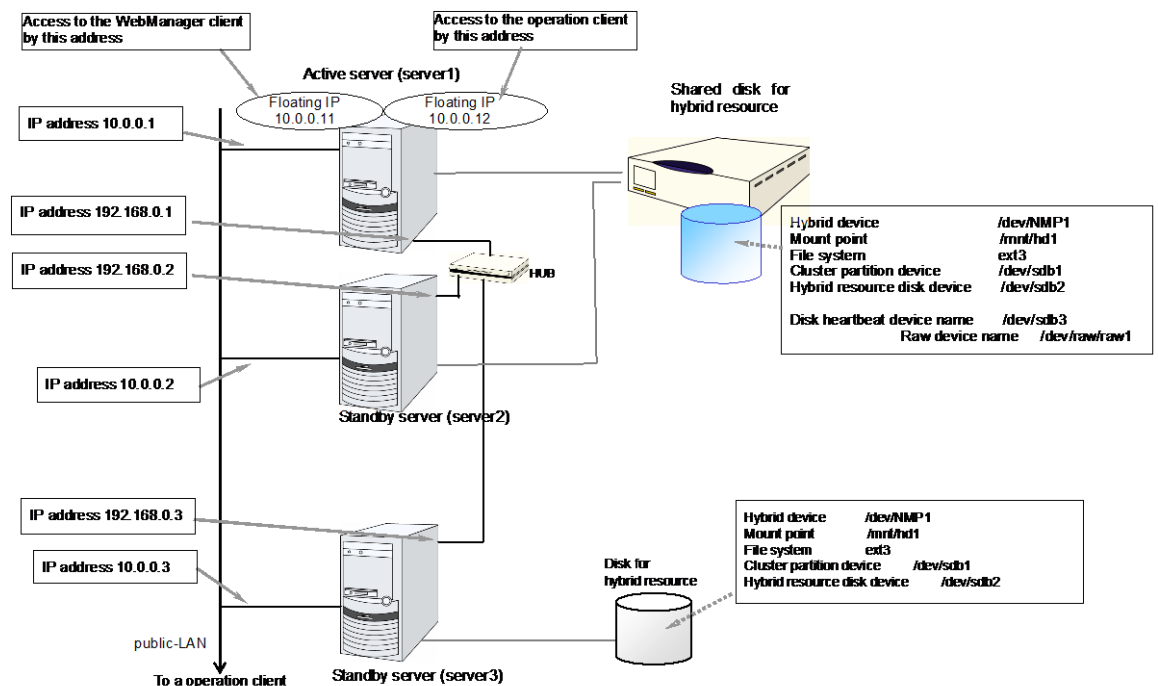 Access to the WebManager client
by this address
Access to the operation client
by this address
Active server (server1)
Floating IP
10.0.0.11
Floating IP
10.0.0.12
Shared disk for
hybrid resource
IP address 10.0.0.1
IP address 192.168.0.1
IP address 192.168.0.2
HUB
Hybrid device /dev/NMP1
Mount point /mnt/hd1
File system ext3
Cluster partition device /dev/sdb1
Hybrid resource disk device /dev/sdb2
Disk heartbeat device name /dev/sdb3
Raw device name /dev/raw/raw1
IP address 10.0.0.2
Standby server (server2)
IP address 192.168.0.3
IP address 10.0.0.3
Disk for
hybrid resource
Hybrid device /dev/NMP1
Mount point /mnt/hd1
File system ext3
Cluster partition device /dev/sdb1
Hybrid resource disk device /dev/sdb2
public-LAN
To a operation client
Standby server (server3)